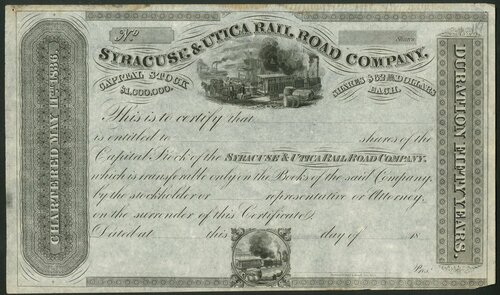 No
Shares
SYRACUSE & UTICA RAIL ROAD COMPANY.
CAPITAL STOCK
$1,000,000.
SHARES $62 50/100 DOLLARS
EACH.
CHARTERED MAY 11TH 1836.
DURATION FIFTY YEARS.
This is to certify that
is entitled to shares of the
Capital Stock of the SYRACUSE & UTICA RAIL ROAD COMPANY,
which is transferable only on the Books of the said Company,
by the stockholder or representative or Attorney,
on the surrender of this Certificate.
Dated at this day of 18
Pres.